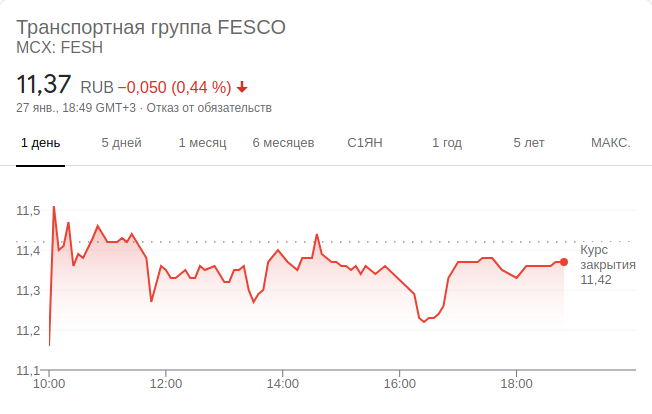 Транспортная группа FESCO
MCX: FESH
11,37 RUB −0,050 (0,44 %)
27 янв., 18:49 GMT+3 · Отказ от обязательств
1 день 5 дней 1 месяц 6 месяцев С1ЯН 1 год 5 лет МАКС.
11,5
11,4
11,3
11,2
11,1
Курс
закрытия
11,42
10:00 12:00 14:00 16:00 18:00